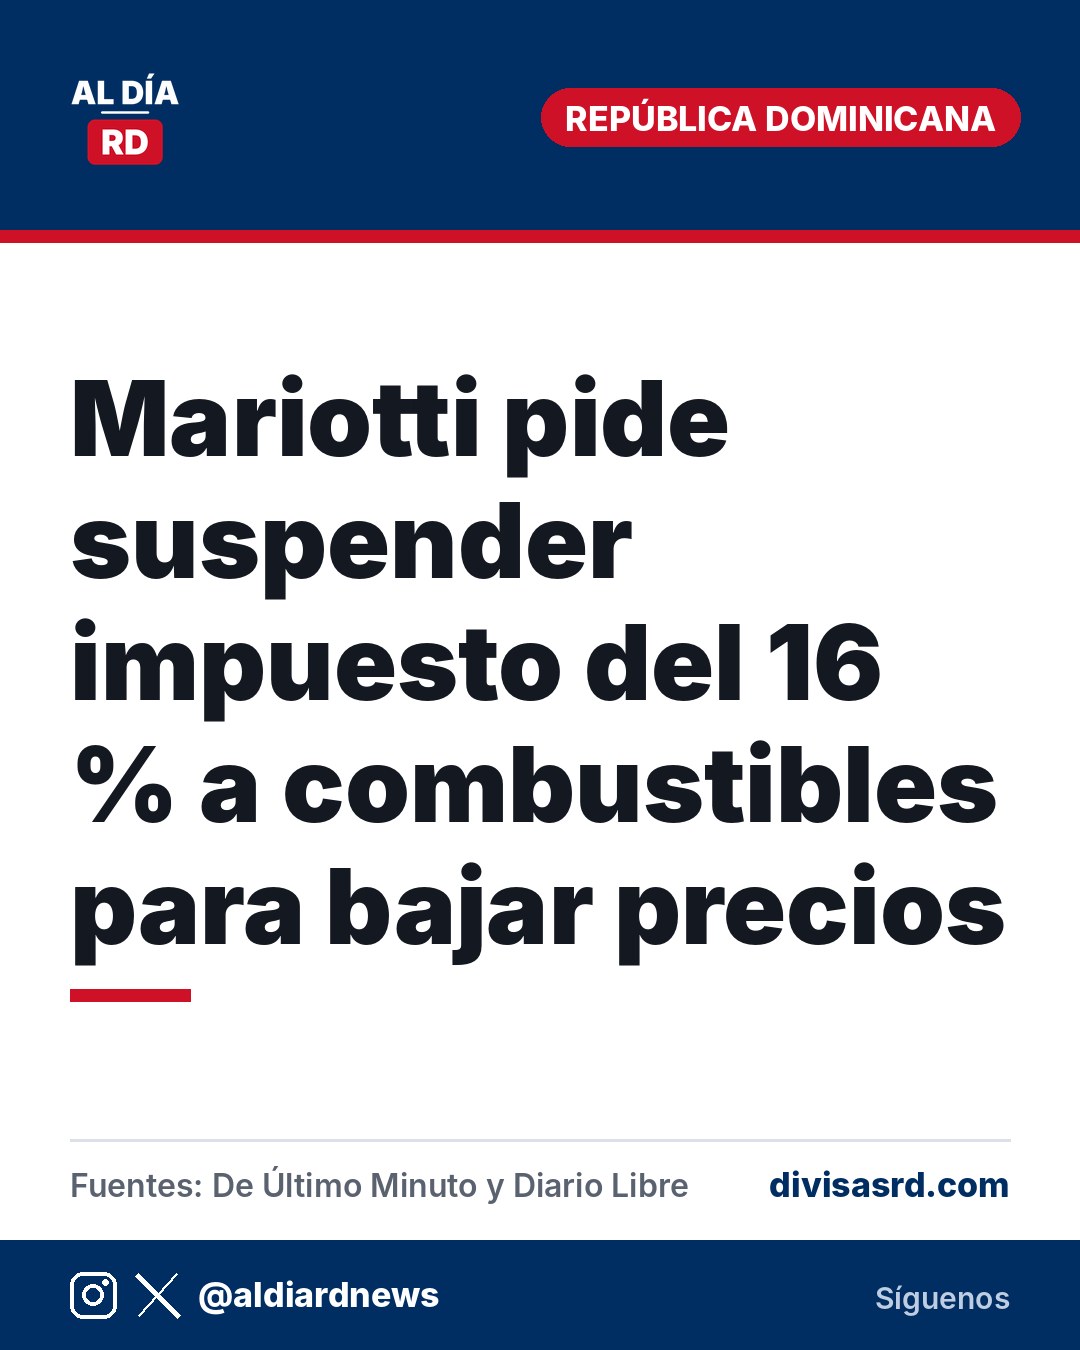 AL DÍA
RD
REPÚBLICA DOMINICANA
Mariotti pide
suspender
impuesto del 16
% a combustibles
para bajar precios
Fuentes: De Último Minuto y Diario Libre
divisasrd.com
@aldiardnews
Síguenos